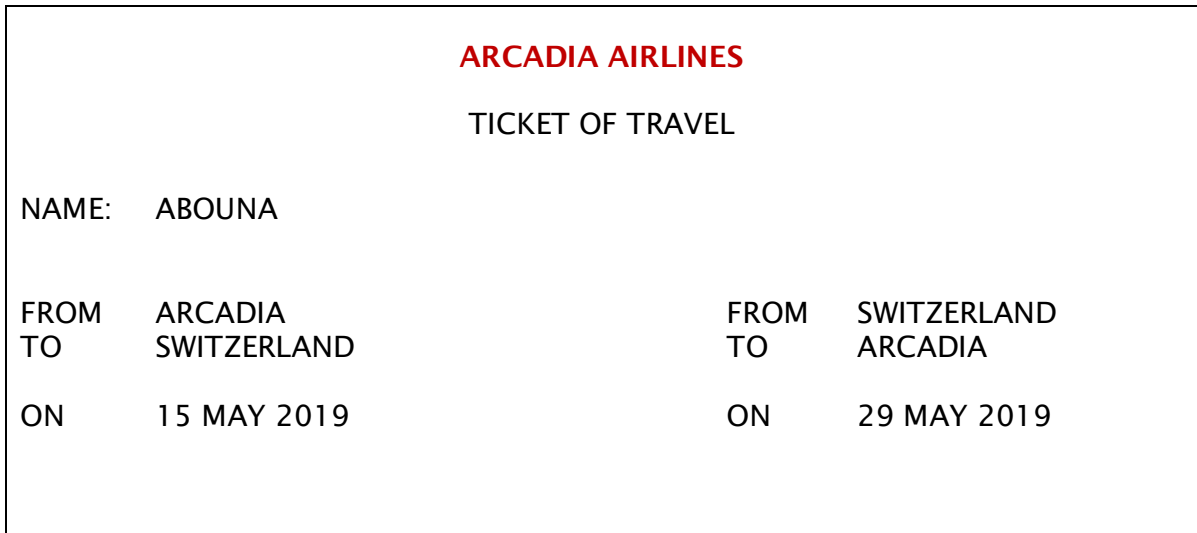 ARCADIA AIRLINES
TICKET OF TRAVEL
NAME: ABOUNA
FROM ARCADIA FROM SWITZERLAND
TO SWITZERLAND TO ARCADIA
ON 15 MAY 2019 ON 29 MAY 2019